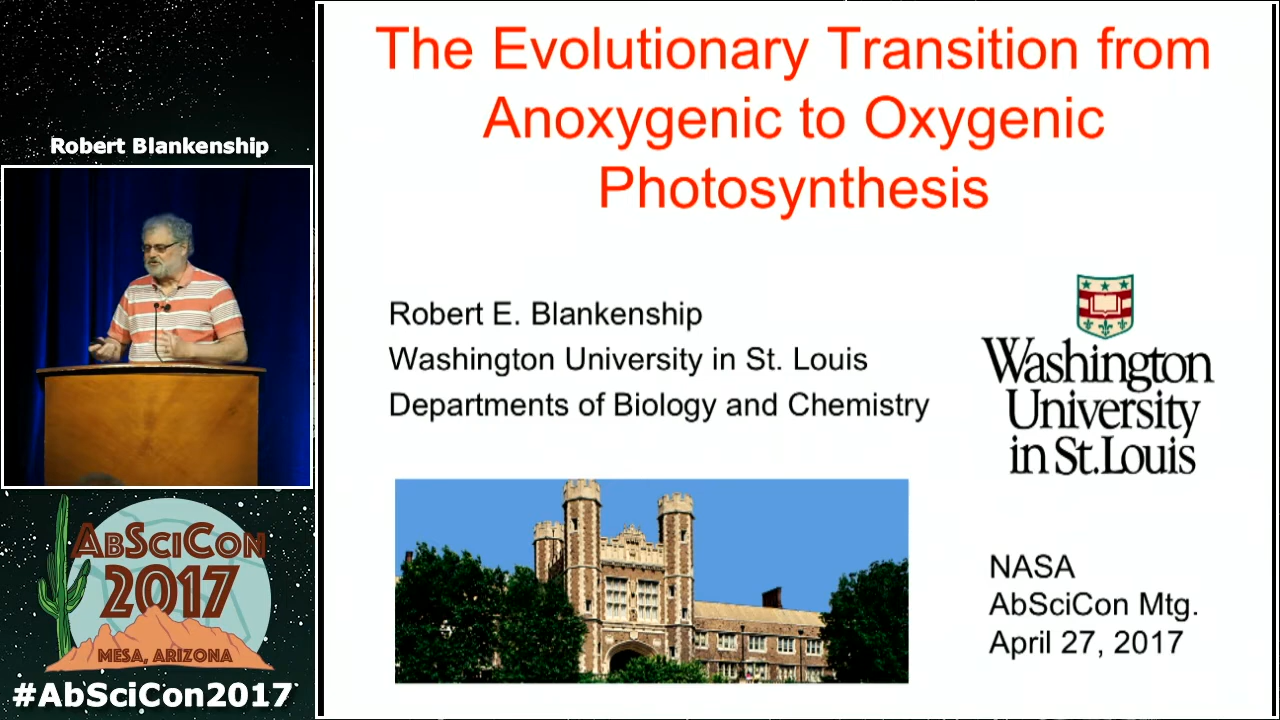 Robert Blankenship
ABSCICON
2017
MESA, ARIZONA
#AbSciCon2017
The Evolutionary Transition from
Anoxygenic to Oxygenic
Photosynthesis
Robert E. Blankenship
Washington University in St. Louis
Departments of Biology and Chemistry
Washington
University
in St.Louis
NASA
AbSciCon Mtg.
April 27, 2017